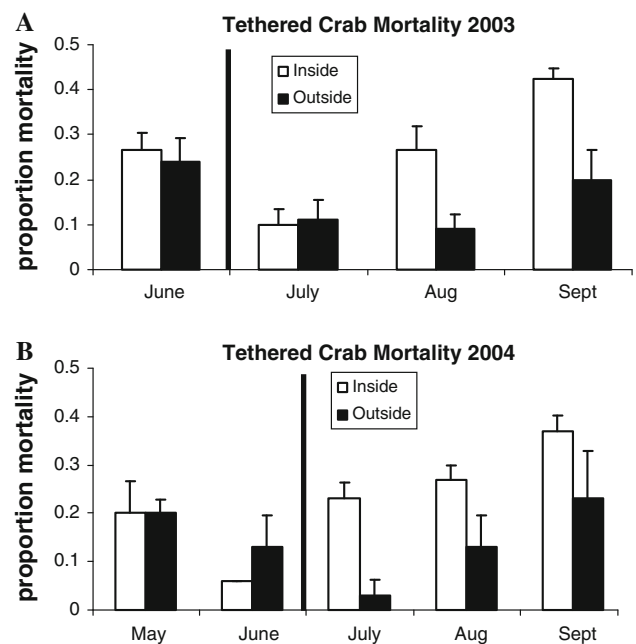 A
Tethered Crab Mortality 2003
proportion mortality
0.5
0.4
0.3
0.2
0.1
0
Inside
Outside
June July Aug Sept
B
Tethered Crab Mortality 2004
proportion mortality
0.5
0.4
0.3
0.2
0.1
0
Inside
Outside
May June July Aug Sept